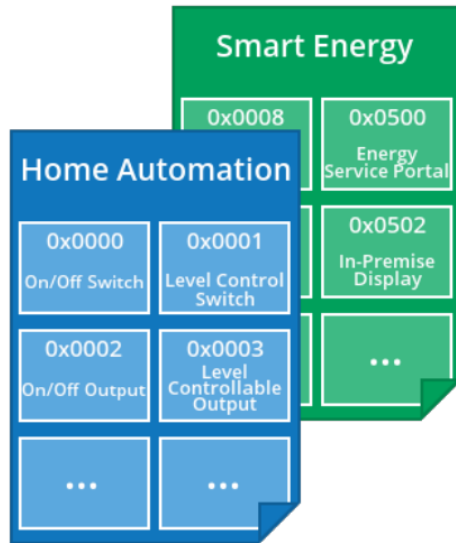 Smart Energy
0x0008
0x0500
Energy
Service Portal
0x0502
In-Premise
Display
...
Home Automation
0x0000
On/Off Switch
0x0001
Level Control
Switch
0x0002
On/Off Output
0x0003
Level
Controllable
Output
...
...